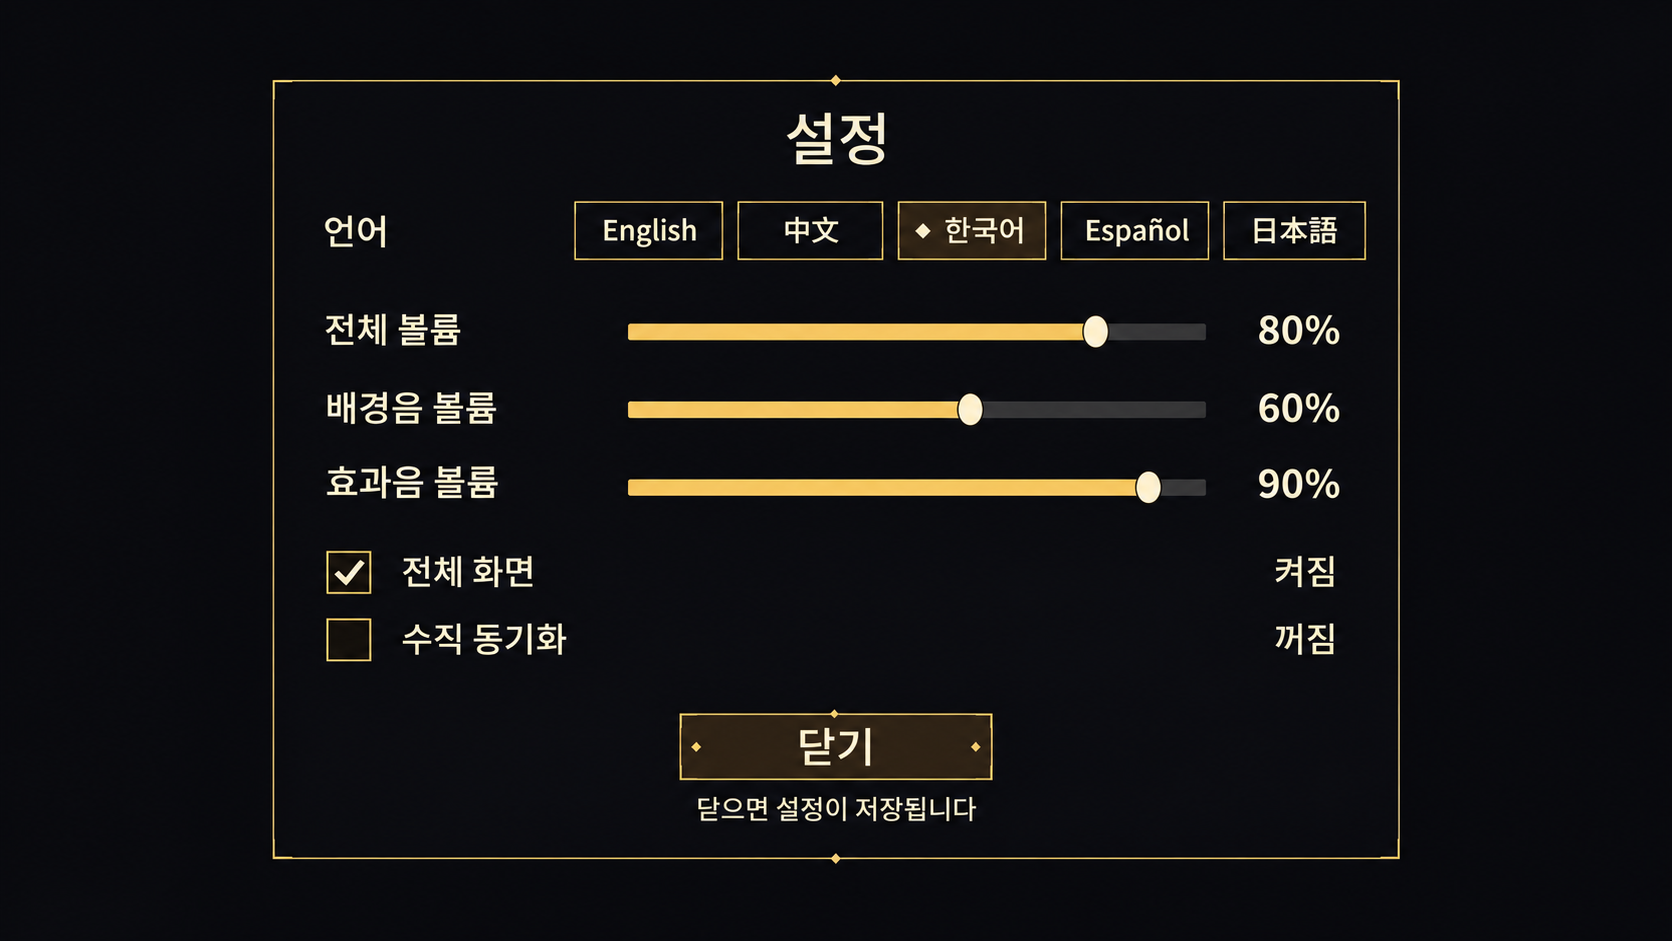 설정
언어 English 中文 한국어 Español 日本語
전체 볼륨 80%
배경음 볼륨 60%
효과음 볼륨 90%
전체 화면 켜짐
수직 동기화 꺼짐
닫기
닫으면 설정이 저장됩니다